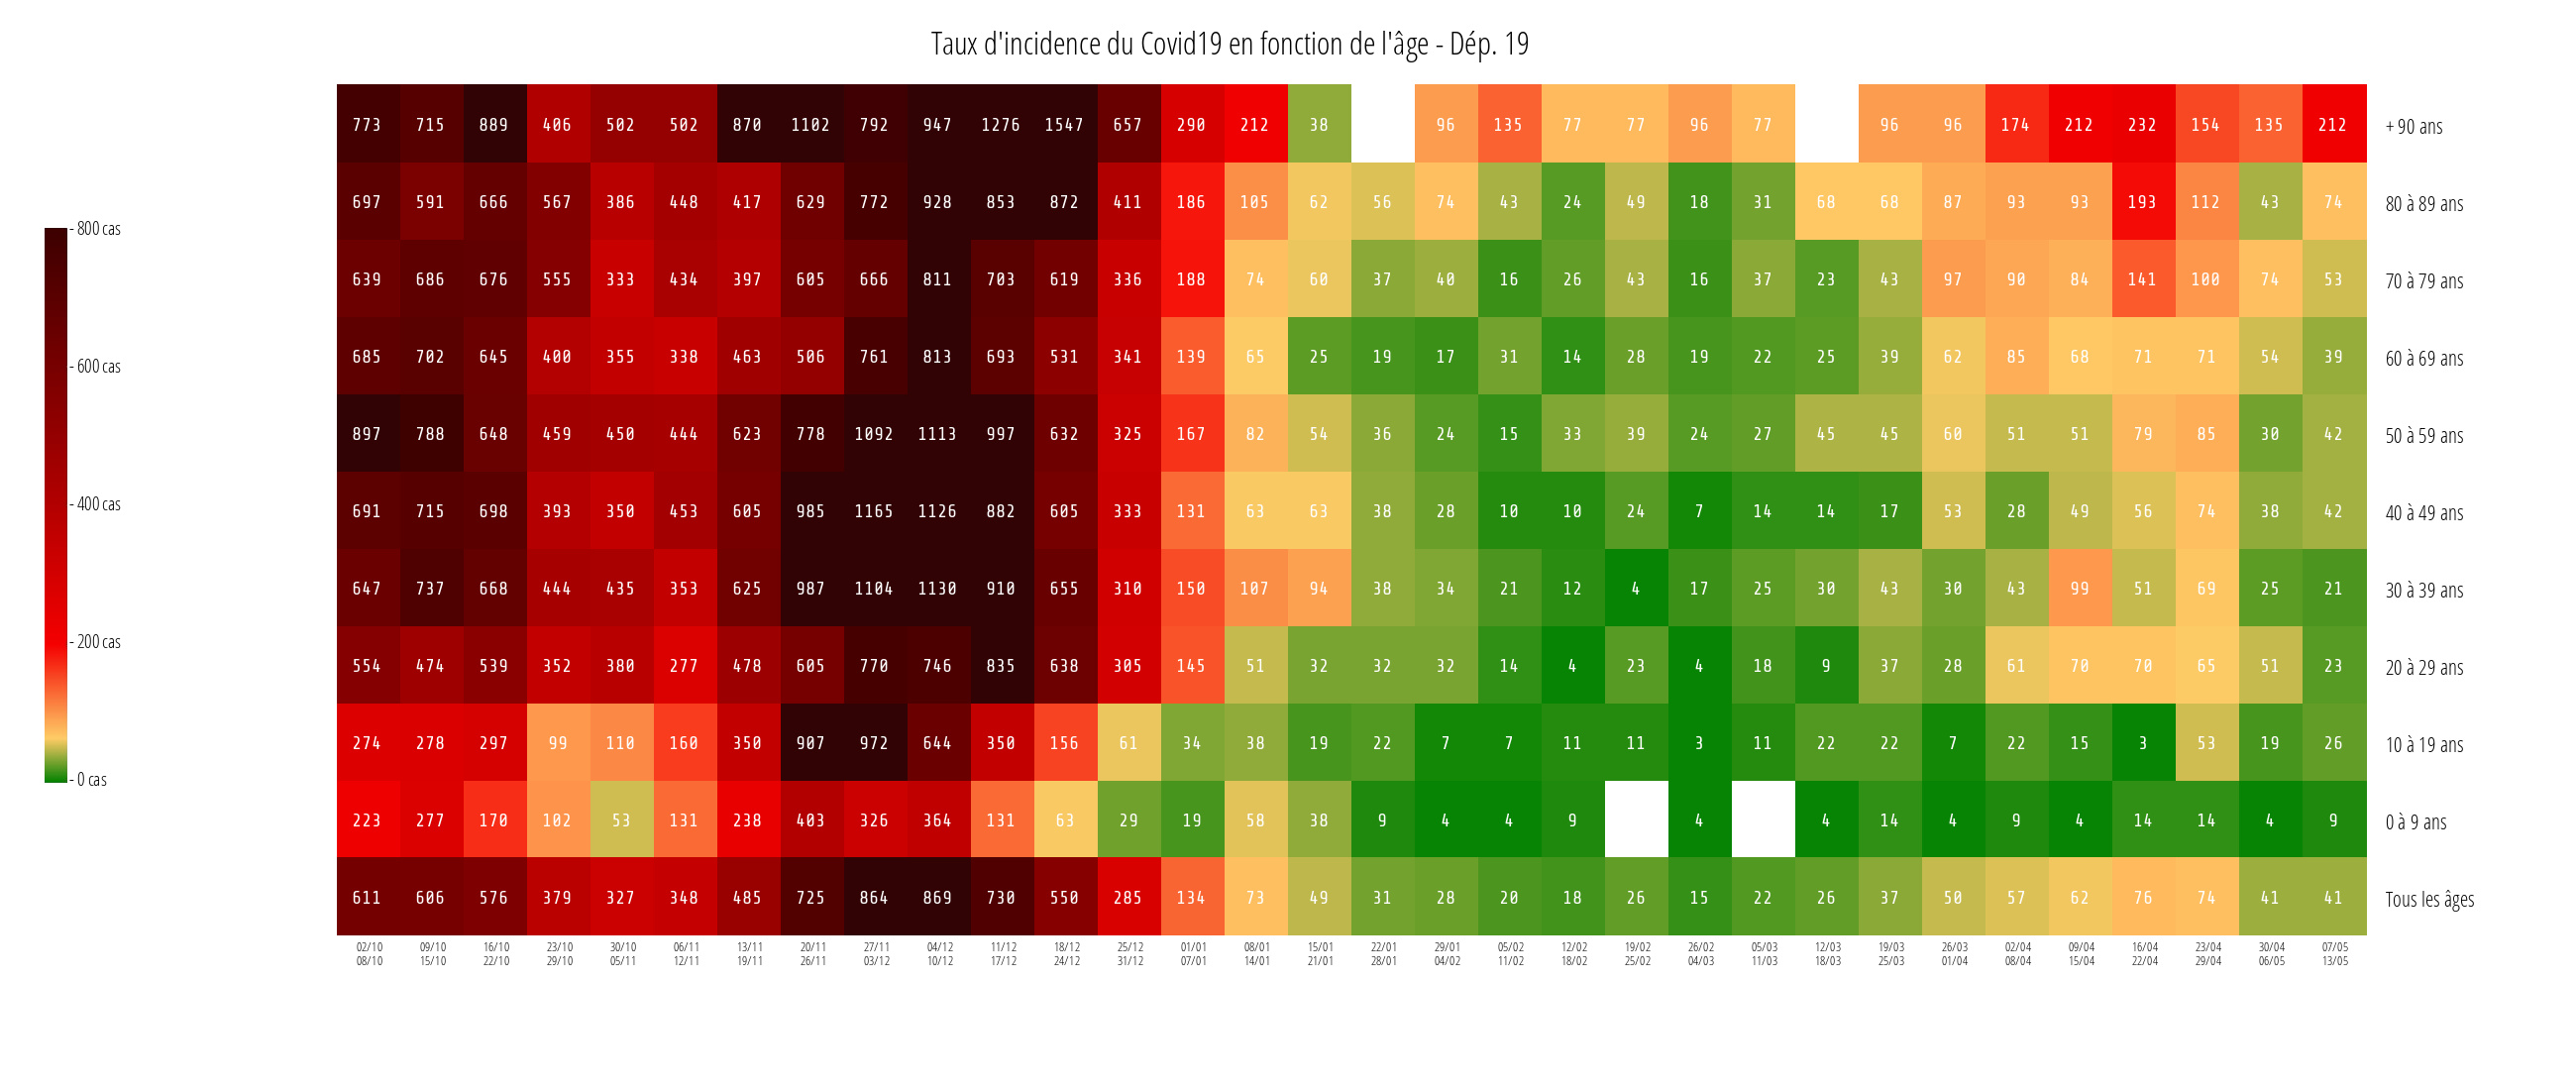 Taux d'incidence du Covid19 en fonction de l'âge - Dép. 19
- 800 cas
- 600 cas
- 400 cas
- 200 cas
- 0 cas
773 715 889 406 502 502 870 1102 792 947 1276 1547 657 290 212 38 96 135 77 77 96 77 96 96 174 212 232 154 135 212 + 90 ans
697 591 666 567 386 448 417 629 772 928 853 872 411 186 105 62 56 74 43 24 49 18 31 68 68 87 93 93 193 112 43 74 80 à 89 ans
639 686 676 555 333 434 397 605 666 811 703 619 336 188 74 60 37 40 16 26 43 16 37 23 43 97 90 84 141 100 74 53 70 à 79 ans
685 702 645 400 355 338 463 506 761 813 693 531 341 139 65 25 19 17 31 14 28 19 22 25 39 62 85 68 71 71 54 39 60 à 69 ans
897 788 648 459 450 444 623 778 1092 1113 997 632 325 167 82 54 36 24 15 33 39 24 27 45 45 60 51 51 79 85 30 42 50 à 59 ans
691 715 698 393 350 453 605 985 1165 1126 882 605 333 131 63 63 38 28 10 10 24 7 14 14 17 53 28 49 56 74 38 42 40 à 49 ans
647 737 668 444 435 353 625 987 1104 1130 910 655 310 150 107 94 38 34 21 12 4 17 25 30 43 30 43 99 51 69 25 21 30 à 39 ans
554 474 539 352 380 277 478 605 770 746 835 638 305 145 51 32 32 32 14 4 23 4 18 9 37 28 61 70 70 65 51 23 20 à 29 ans
274 278 297 99 110 160 350 907 972 644 350 156 61 34 38 19 22 7 7 11 11 3 11 22 22 7 22 15 3 53 19 26 10 à 19 ans
223 277 170 102 53 131 238 403 326 364 131 63 29 19 58 38 9 4 4 9 4 4 14 4 9 4 14 14 4 9 0 à 9 ans
611 606 576 379 327 348 485 725 864 869 730 550 285 134 73 49 31 28 20 18 26 15 22 26 37 50 57 62 76 74 41 41 Tous les âges
02/10 09/10 16/10 23/10 30/10 06/11 13/11 20/11 27/11 04/12 11/12 18/12 25/12 01/01 08/01 15/01 22/01 29/01 05/02 12/02 19/02 26/02 05/03 12/03 19/03 26/03 02/04 09/04 16/04 23/04 30/04 07/05
08/10 15/10 22/10 29/10 05/11 12/11 19/11 26/11 03/12 10/12 17/12 24/12 31/12 07/01 14/01 21/01 28/01 04/02 11/02 18/02 25/02 04/03 11/03 18/03 25/03 01/04 08/04 15/04 22/04 29/04 06/05 13/05